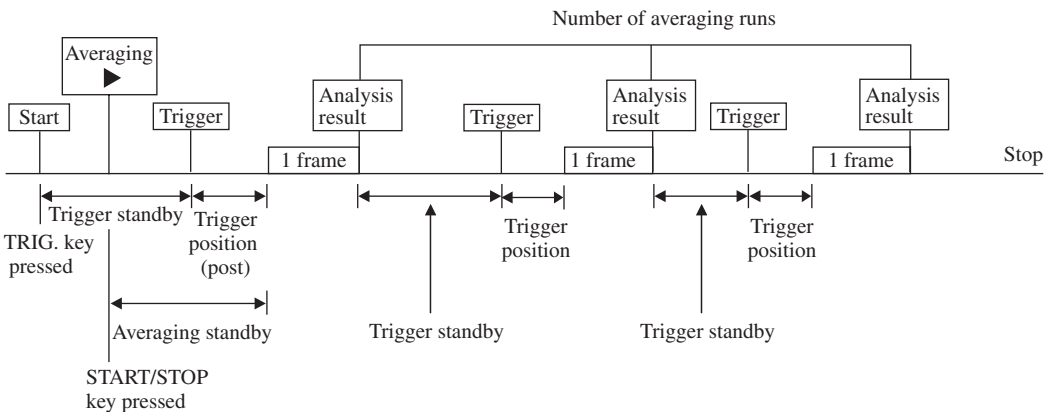 Number of averaging runs
Averaging
Start
Trigger
Analysis
result
Trigger
Analysis
result
Trigger
Analysis
result
1 frame
1 frame
1 frame
Stop
Trigger standby
TRIG. key
pressed
Trigger
position
(post)
Trigger
position
Trigger
position
Averaging standby
Trigger standby
Trigger standby
START/STOP
key pressed